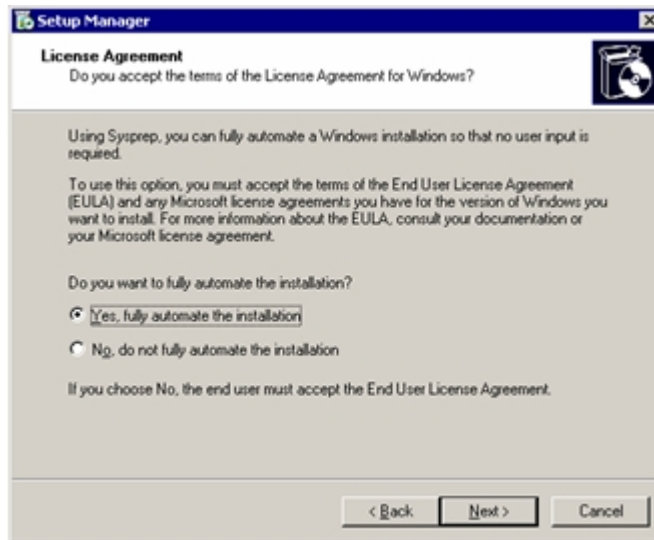 Setup Manager
License Agreement
Do you accept the terms of the License Agreement for Windows?
Using Sysprep, you can fully automate a Windows installation so that no user input is
required.
To use this option, you must accept the terms of the End User License Agreement
(EULA) and any Microsoft license agreements you have for the version of Windows you
want to install. For more information about the EULA, consult your documentation or
your Microsoft license agreement.
Do you want to fully automate the installation?
Yes, fully automate the installation
No, do not fully automate the installation
If you choose No, the end user must accept the End User License Agreement.
< Back Next > Cancel